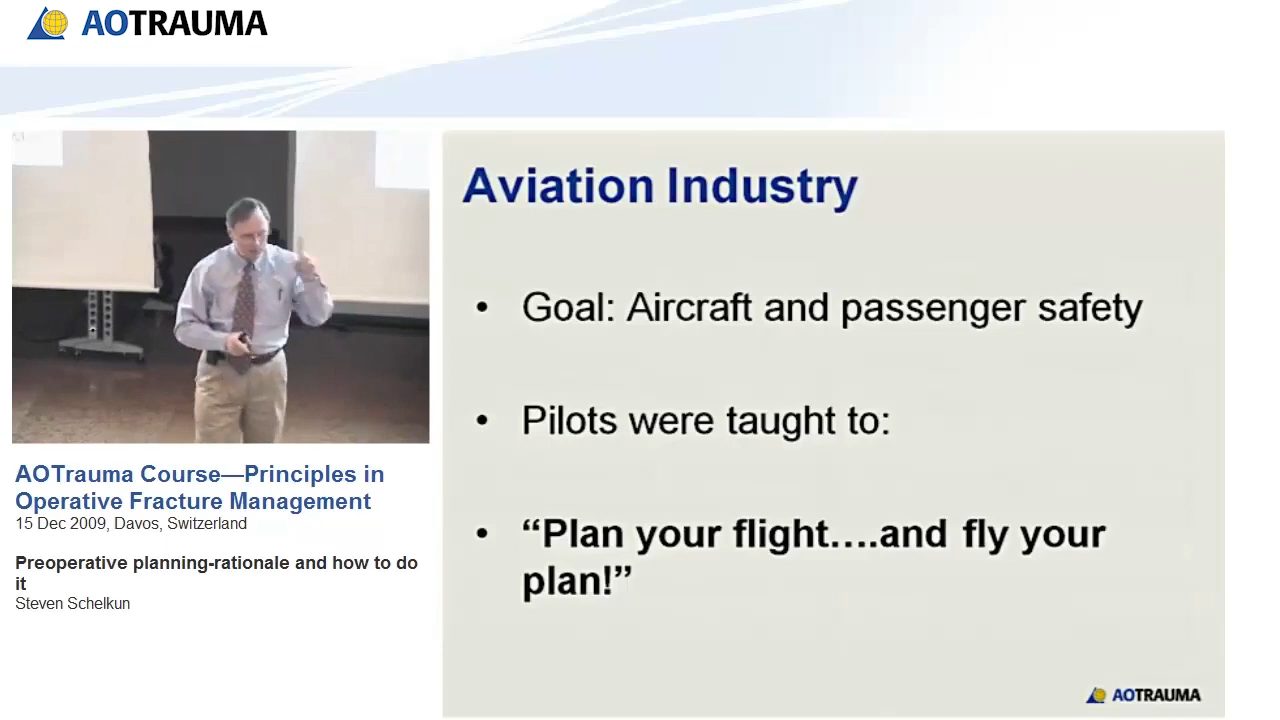 AOTRAUMA
Aviation Industry
• Goal: Aircraft and passenger safety
• Pilots were taught to:
• “Plan your flight….and fly your
plan!”
AOTRAUMA
AOTrauma Course—Principles in
Operative Fracture Management
15 Dec 2009, Davos, Switzerland
Preoperative planning-rationale and how to do
it
Steven Schelkun